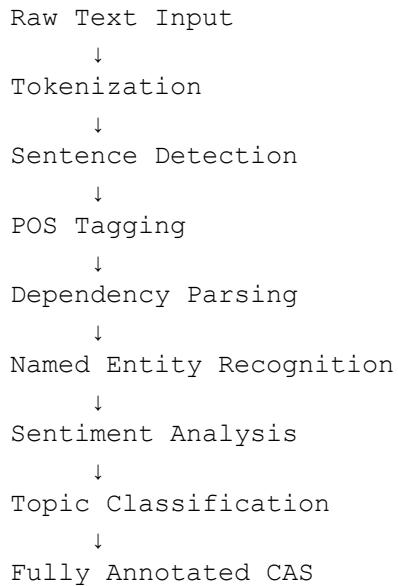 Raw Text Input
↓
Tokenization
↓
Sentence Detection
↓
POS Tagging
↓
Dependency Parsing
↓
Named Entity Recognition
↓
Sentiment Analysis
↓
Topic Classification
↓
Fully Annotated CAS